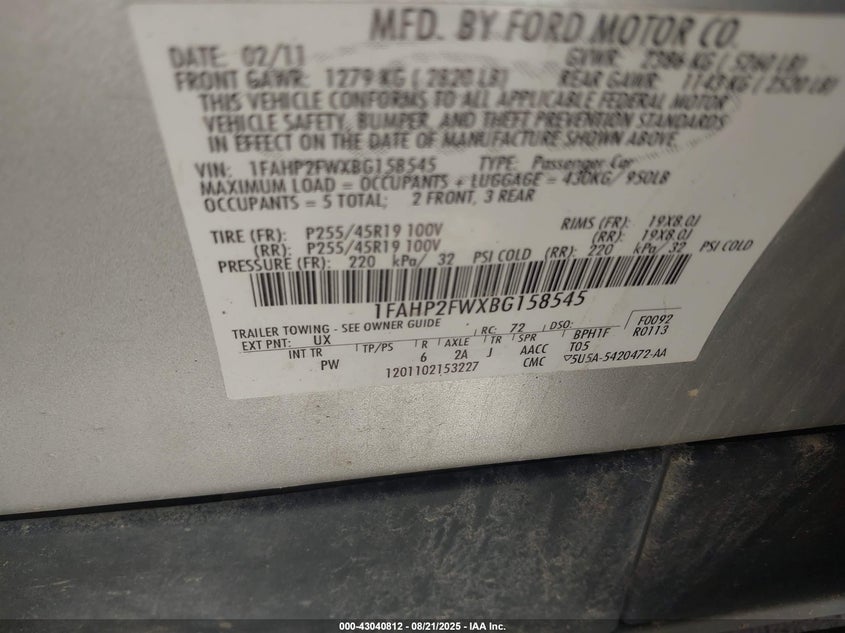 MFD. BY FORD MOTOR CO.
DATE: 02/11 GVWR: 2386 KG ( 5260 LB)
FRONT GAWR: 1279 KG ( 2820 LB) REAR GAWR: 1143 KG ( 2520 LB)
THIS VEHICLE CONFORMS TO ALL APPLICABLE FEDERAL MOTOR
VEHICLE SAFETY, BUMPER, AND THEFT PREVENTION STANDARDS
IN EFFECT ON THE DATE OF MANUFACTURE SHOWN ABOVE
VIN: 1FAHP2FWXBG158545 TYPE: Passenger Car
MAXIMUM LOAD = OCCUPANTS + LUGGAGE = 430KG/ 950LB
OCCUPANTS = 5 TOTAL; 2 FRONT, 3 REAR
TIRE (FR): P255/45R19 100V RIMS (FR): 19X8.0J
(RR): P255/45R19 100V (RR): 19X8.0J
PRESSURE (FR): 220 kPa/ 32 PSI COLD (RR): 220 kPa/ 32 PSI COLD
1FAHP2FWXBG158545
TRAILER TOWING - SEE OWNER GUIDE F0092
EXT PNT: UX RC: 72 DSO: R0113
INT TR TP/PS R AXLE TR SPR BPH1F
PW 6 2A J AACC T05
1201102153227 CMC 5U5A-5420472-AA
000-43040812 - 08/21/2025 - IAA Inc.